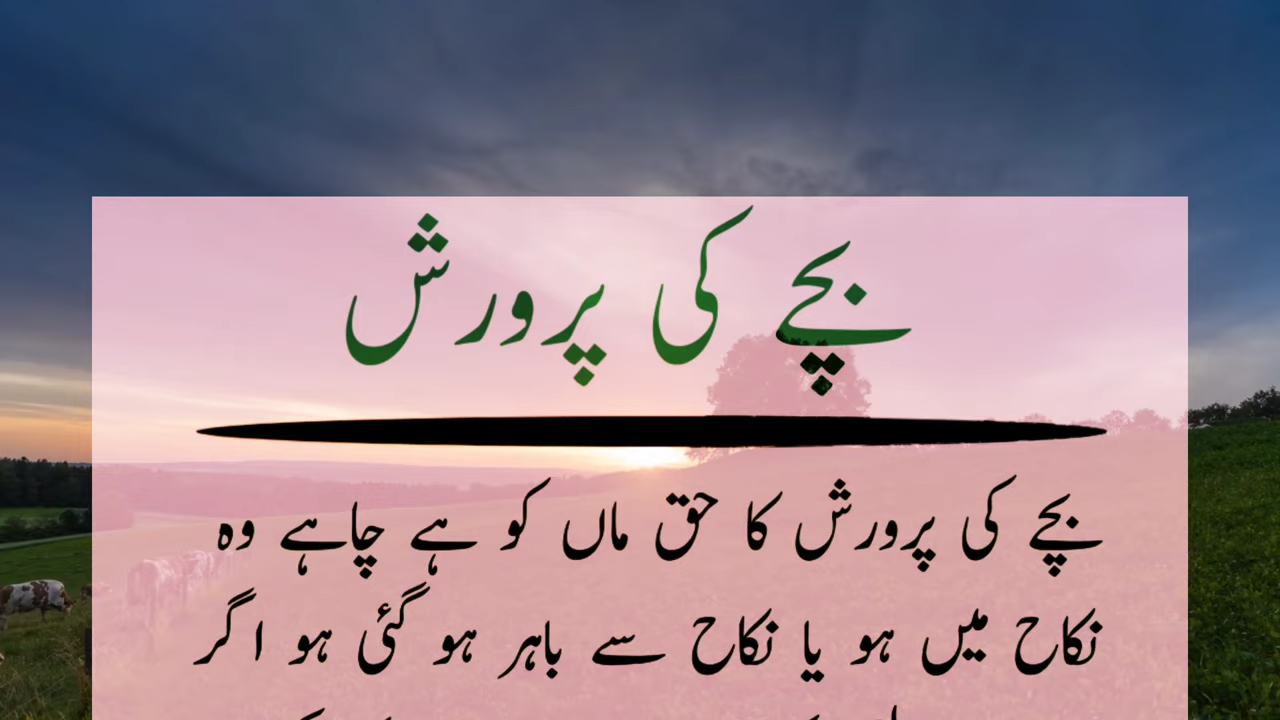 بچے کی پرورش
بچے کی پرورش کا حق ماں کو ہے چاہے وہ
نکاح میں ہو یا نکاح سے باہر ہو گئی ہو اگر